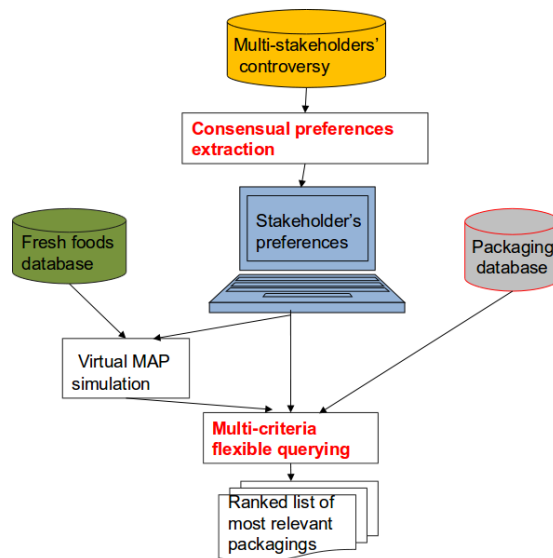 Multi-stakeholders'
controversy
Consensual preferences
extraction
Stakeholder's
preferences
Fresh foods
database
Packaging
database
Virtual MAP
simulation
Multi-criteria
flexible querying
Ranked list of
most relevant
packagings